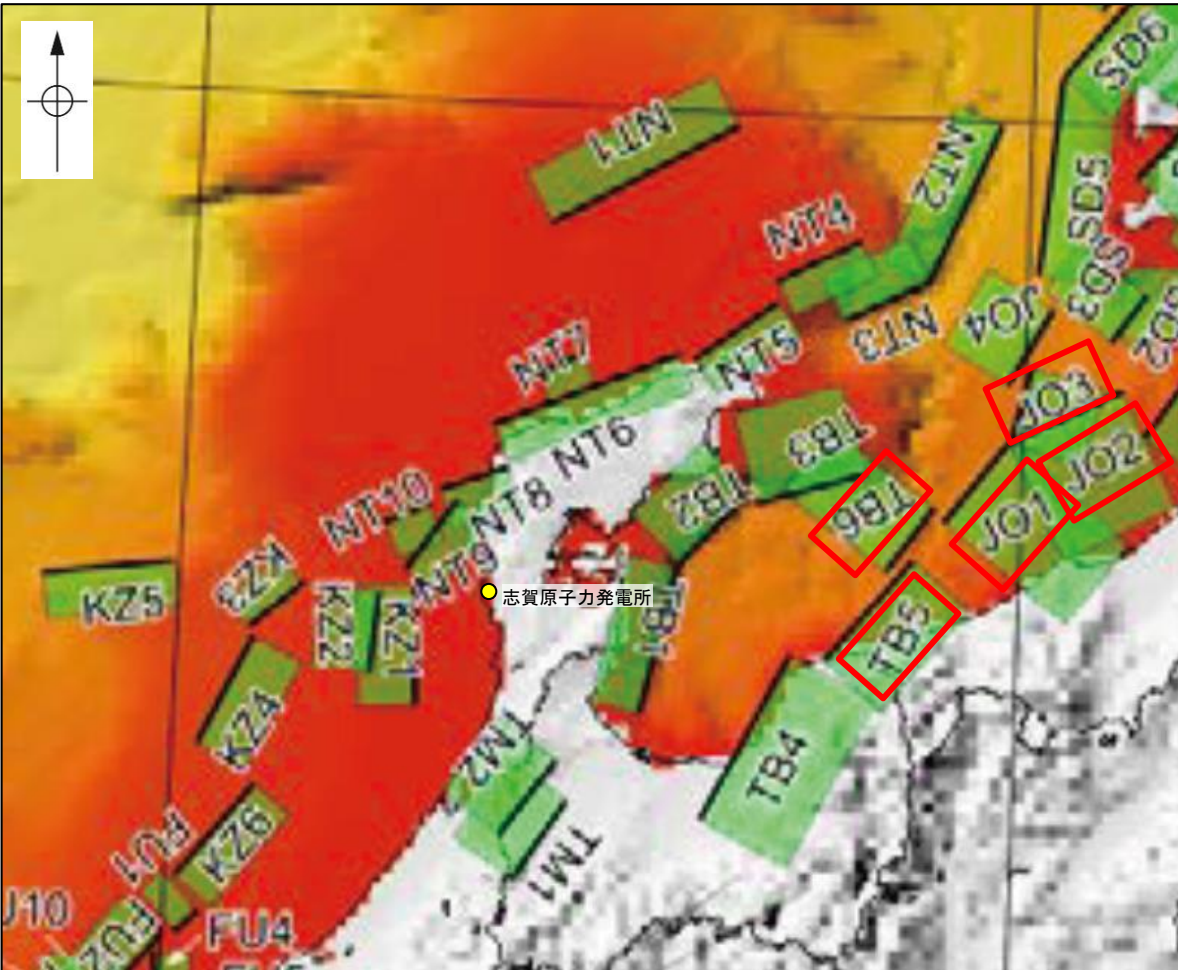 SD6
NT1
NT2
SD5
NT4
SD3
JO4
NT3
SO2
NT7
NT5
JO3
TB3
NT6
JO2
NT10
NT8
TB2
TB6
JO1
NT9
KZ3
KZ5
志賀原子力発電所
KZ2
KZ1
TB1
TB5
KZ4
TM2
TB4
FU1
KZ6
TM1
FU4
FU2